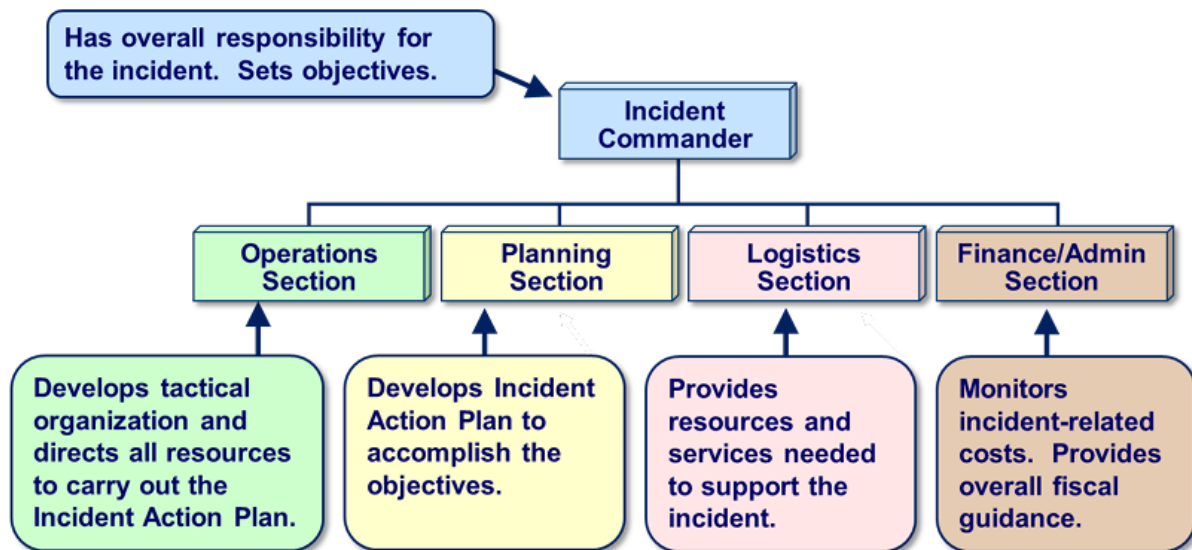 Has overall responsibility for
the incident.  Sets objectives.
Incident
Commander
Operations
Section
Planning
Section
Logistics
Section
Finance/Admin
Section
Develops tactical
organization and
directs all resources
to carry out the
Incident Action Plan.
Develops Incident
Action Plan to
accomplish the
objectives.
Provides
resources and
services needed
to support the
incident.
Monitors
incident-related
costs.  Provides
overall fiscal
guidance.